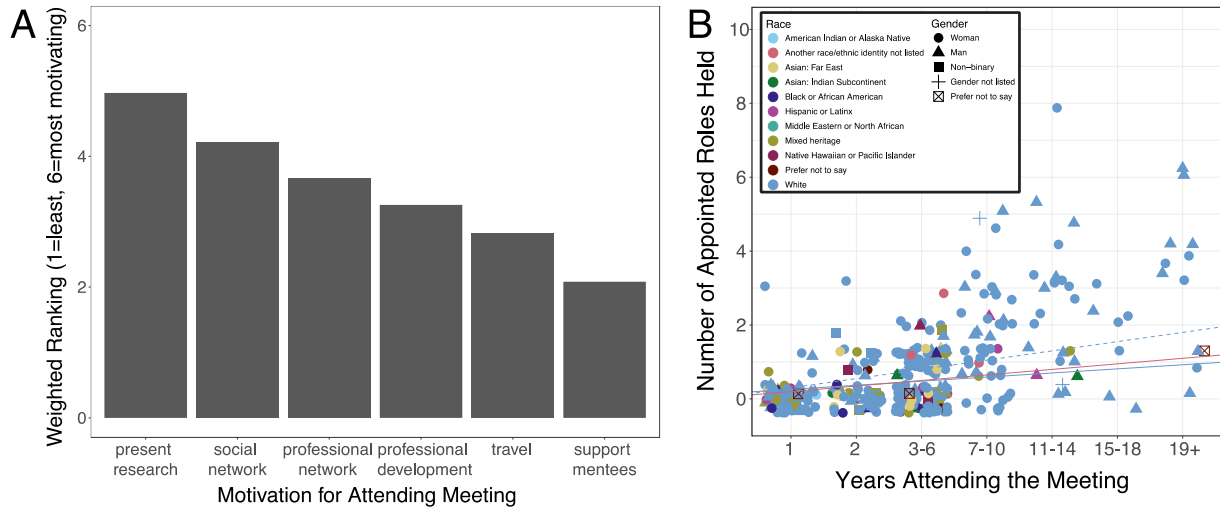 A
Weighted Ranking (1=least, 6=most motivating)
6
4
2
0
present
research
social
network
professional
network
professional
development
travel
support
mentees
Motivation for Attending Meeting
B
Number of Appointed Roles Held
10
8
6
4
2
0
Race
American Indian or Alaska Native
Another race/ethnic identity not listed
Asian: Far East
Asian: Indian Subcontinent
Black or African American
Hispanic or Latinx
Middle Eastern or North African
Mixed heritage
Native Hawaiian or Pacific Islander
Prefer not to say
White
Gender
Woman
Man
Non−binary
Gender not listed
Prefer not to say
1
2
3-6
7-10
11-14
15-18
19+
Years Attending the Meeting